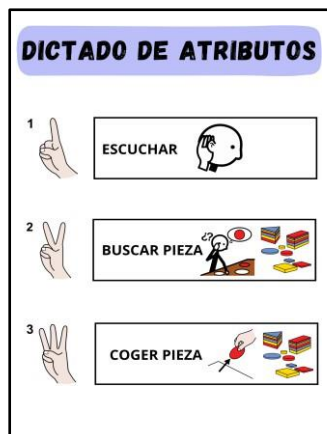 DICTADO DE ATRIBUTOS
1
ESCUCHAR
2
¿??
BUSCAR PIEZA
3
COGER PIEZA